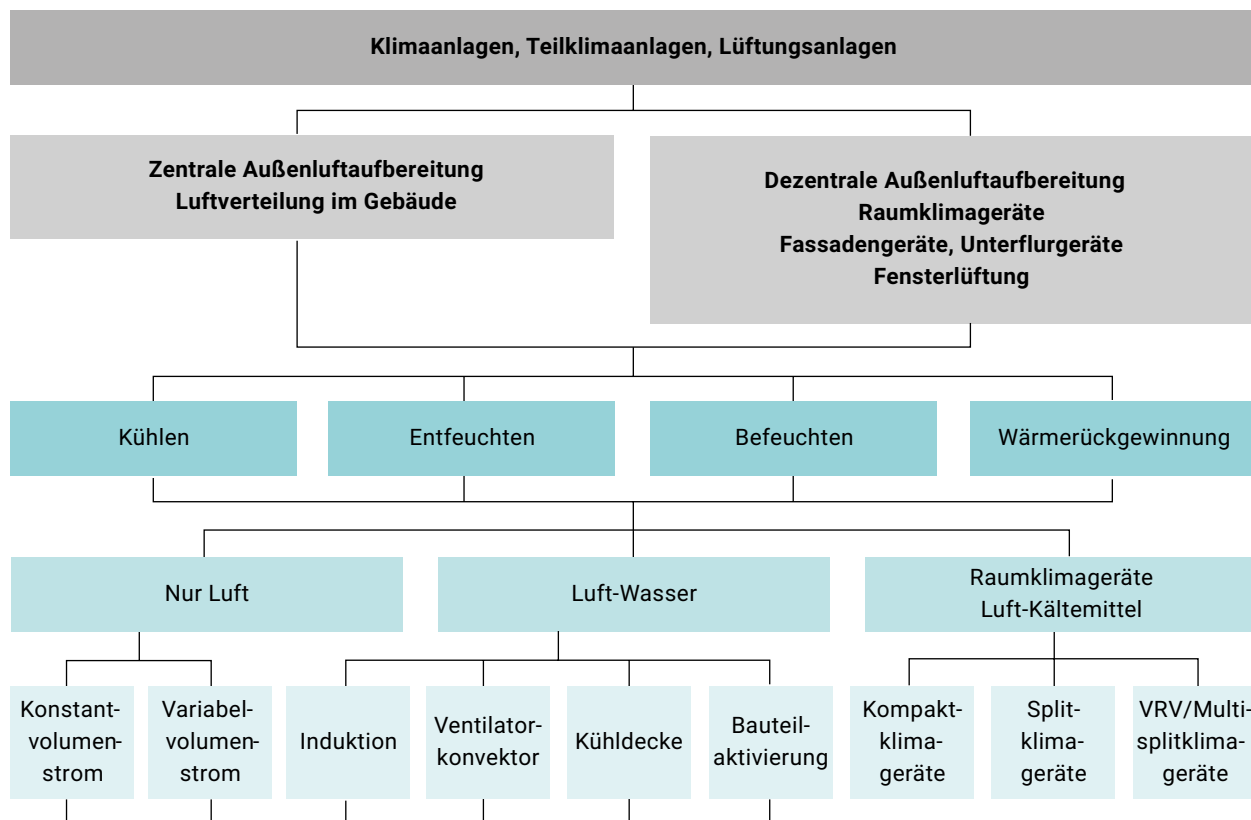 Klimaanlagen, Teilklimaanlagen, Lüftungsanlagen
Zentrale Außenluftaufbereitung
Luftverteilung im Gebäude
Dezentrale Außenluftaufbereitung
Raumklimageräte
Fassadengeräte, Unterflurgeräte
Fensterlüftung
Kühlen
Entfeuchten
Befeuchten
Wärmerückgewinnung
Nur Luft
Luft-Wasser
Raumklimageräte
Luft-Kältemittel
Konstant-
volumen-
strom
Variabel-
volumen-
strom
Induktion
Ventilator-
konvektor
Kühldecke
Bauteil-
aktivierung
Kompakt-
klima-
geräte
Split-
klima-
geräte
VRV/Multi-
splitklima-
geräte